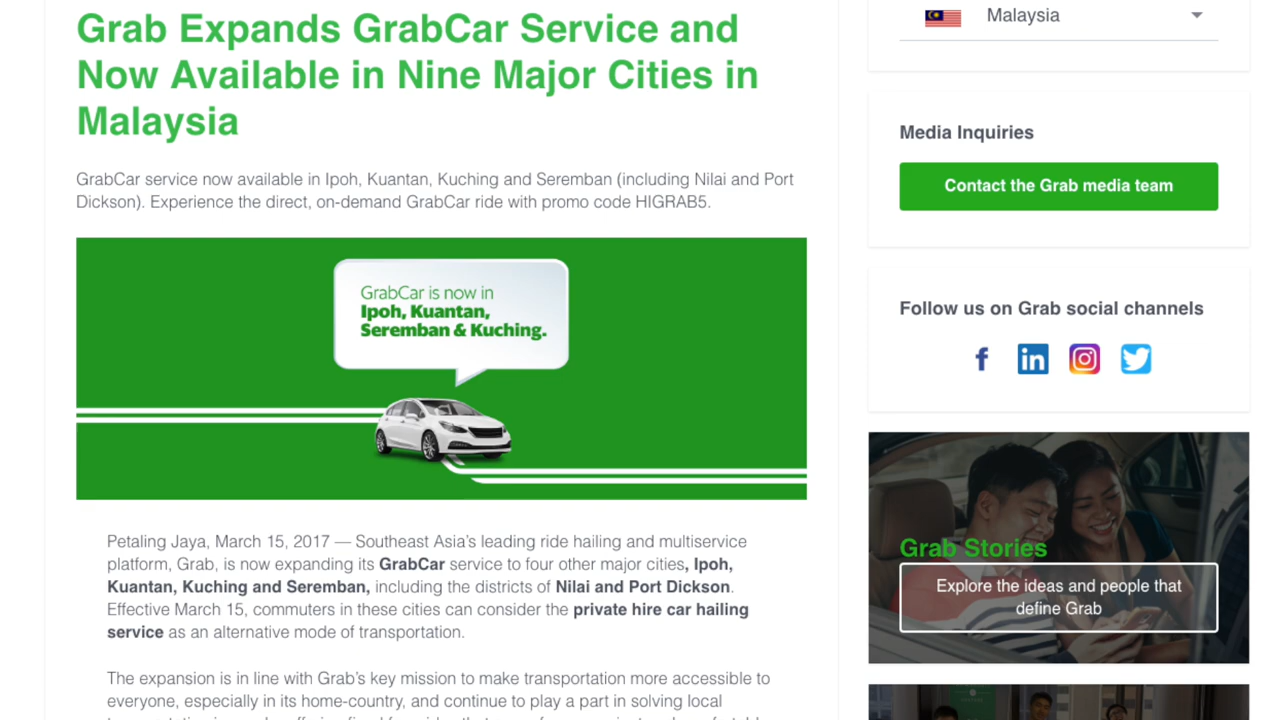 Grab Expands GrabCar Service and
Now Available in Nine Major Cities in
Malaysia
GrabCar service now available in Ipoh, Kuantan, Kuching and Seremban (including Nilai and Port
Dickson). Experience the direct, on-demand GrabCar ride with promo code HIGRAB5.
GrabCar is now in
Ipoh, Kuantan,
Seremban & Kuching.
Petaling Jaya, March 15, 2017 — Southeast Asia’s leading ride hailing and multiservice
platform, Grab, is now expanding its GrabCar service to four other major cities, Ipoh,
Kuantan, Kuching and Seremban, including the districts of Nilai and Port Dickson.
Effective March 15, commuters in these cities can consider the private hire car hailing
service as an alternative mode of transportation.
The expansion is in line with Grab’s key mission to make transportation more accessible to
everyone, especially in its home-country, and continue to play a part in solving local
Malaysia
Media Inquiries
Contact the Grab media team
Follow us on Grab social channels
Grab Stories
Explore the ideas and people that
define Grab